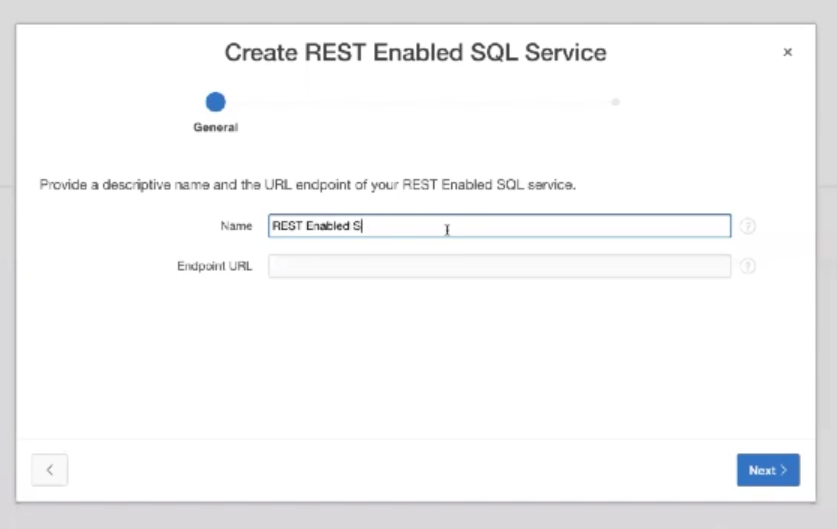 Create REST Enabled SQL Service
×
General
Provide a descriptive name and the URL endpoint of your REST Enabled SQL service.
Name REST Enabled S
Endpoint URL
Next